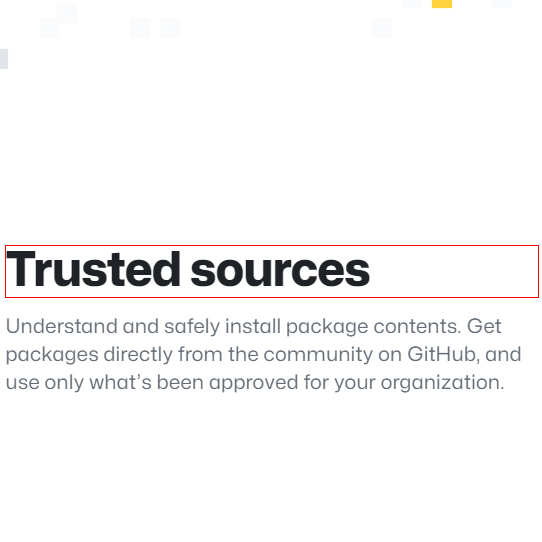 Trusted sources
Understand and safely install package contents. Get
packages directly from the community on GitHub, and
use only what’s been approved for your organization.